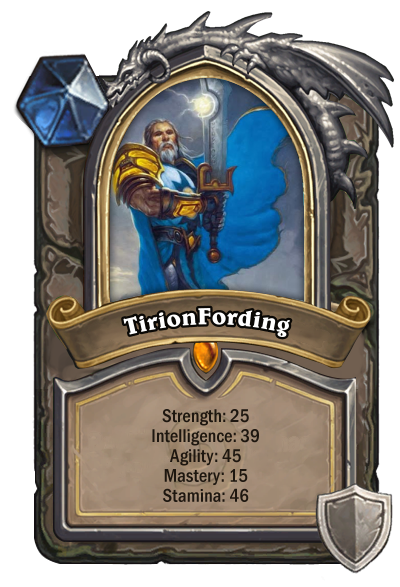 TirionFording
Strength: 25
Intelligence: 39
Agility: 45
Mastery: 15
Stamina: 46